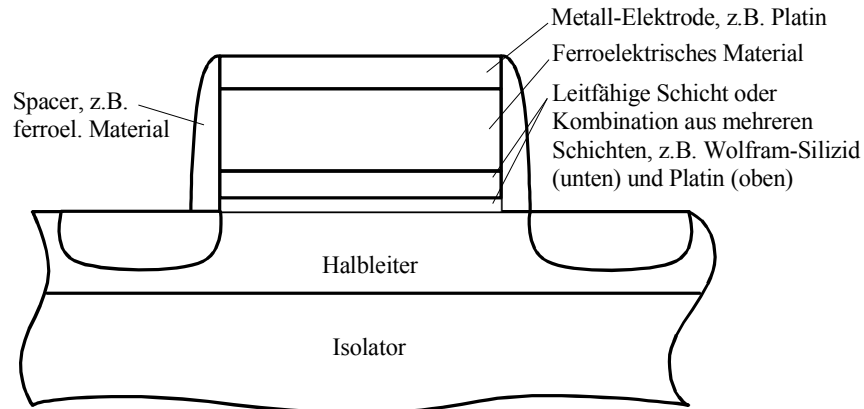 Metall-Elektrode, z.B. Platin
Ferroelektrisches Material
Spacer, z.B.
ferroel. Material
Leitfähige Schicht oder
Kombination aus mehreren
Schichten, z.B. Wolfram-Silizid
(unten) und Platin (oben)
Halbleiter
Isolator